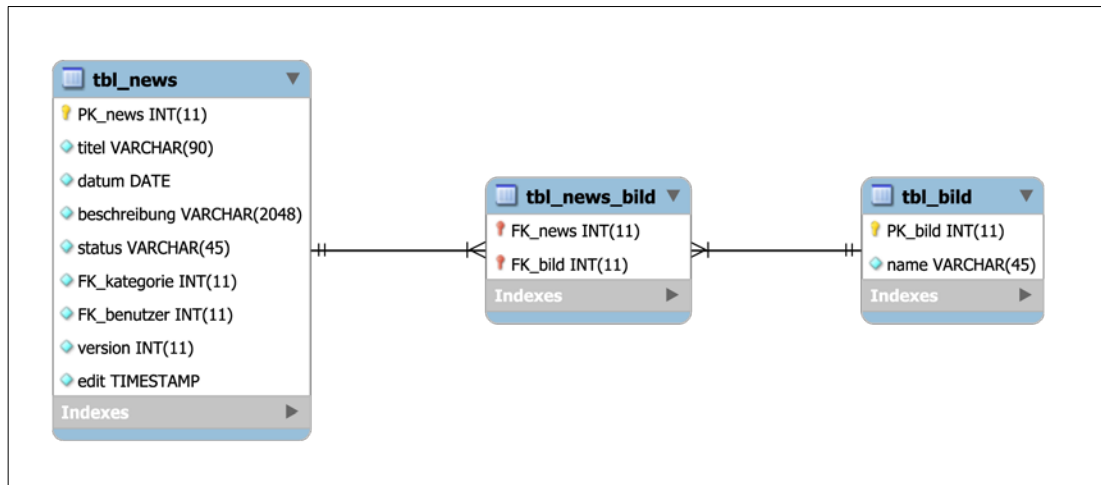 tbl_news
PK_news INT(11)
titel VARCHAR(90)
datum DATE
beschreibung VARCHAR(2048)
status VARCHAR(45)
FK_kategorie INT(11)
FK_benutzer INT(11)
version INT(11)
edit TIMESTAMP
Indexes
tbl_news_bild
FK_news INT(11)
FK_bild INT(11)
Indexes
tbl_bild
PK_bild INT(11)
name VARCHAR(45)
Indexes